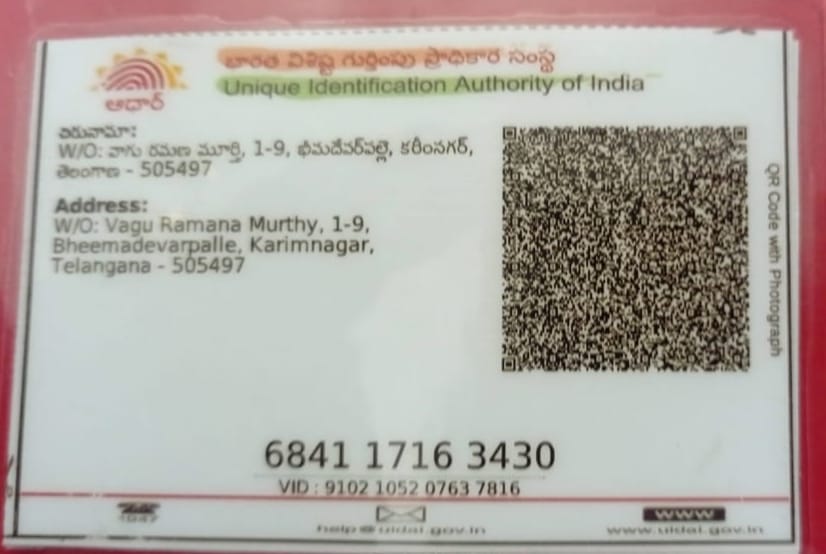 భారత విశిష్ట గుర్తింపు ప్రాధికార సంస్థ
Unique Identification Authority of India
ఆధార్
చిరునామా:
W/O: వాగు రమణ మూర్తి, 1-9, భీమదేవర్‌పల్లె, కరీంనగర్,
తెలంగాణ - 505497
Address:
W/O: Vagu Ramana Murthy, 1-9,
Bheemadevarpalle, Karimnagar,
Telangana - 505497
QR Code with Photograph
6841 1716 3430
VID : 9102 1052 0763 7816
1947
help@uidai.gov.in
www
www.uidai.gov.in